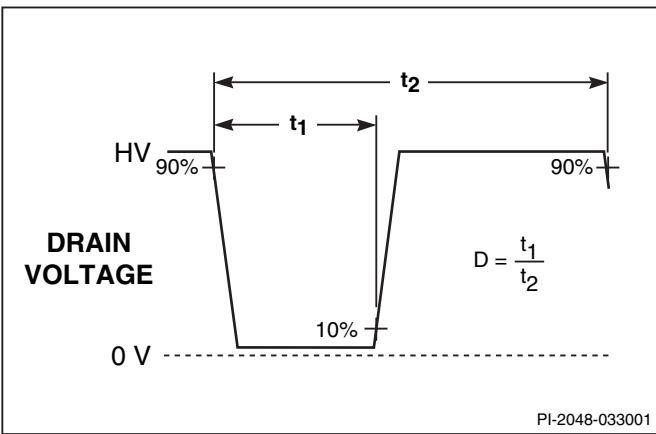 t2
t1
HV
90%
90%
DRAIN
VOLTAGE
D = t1/t2
10%
0 V
PI-2048-033001